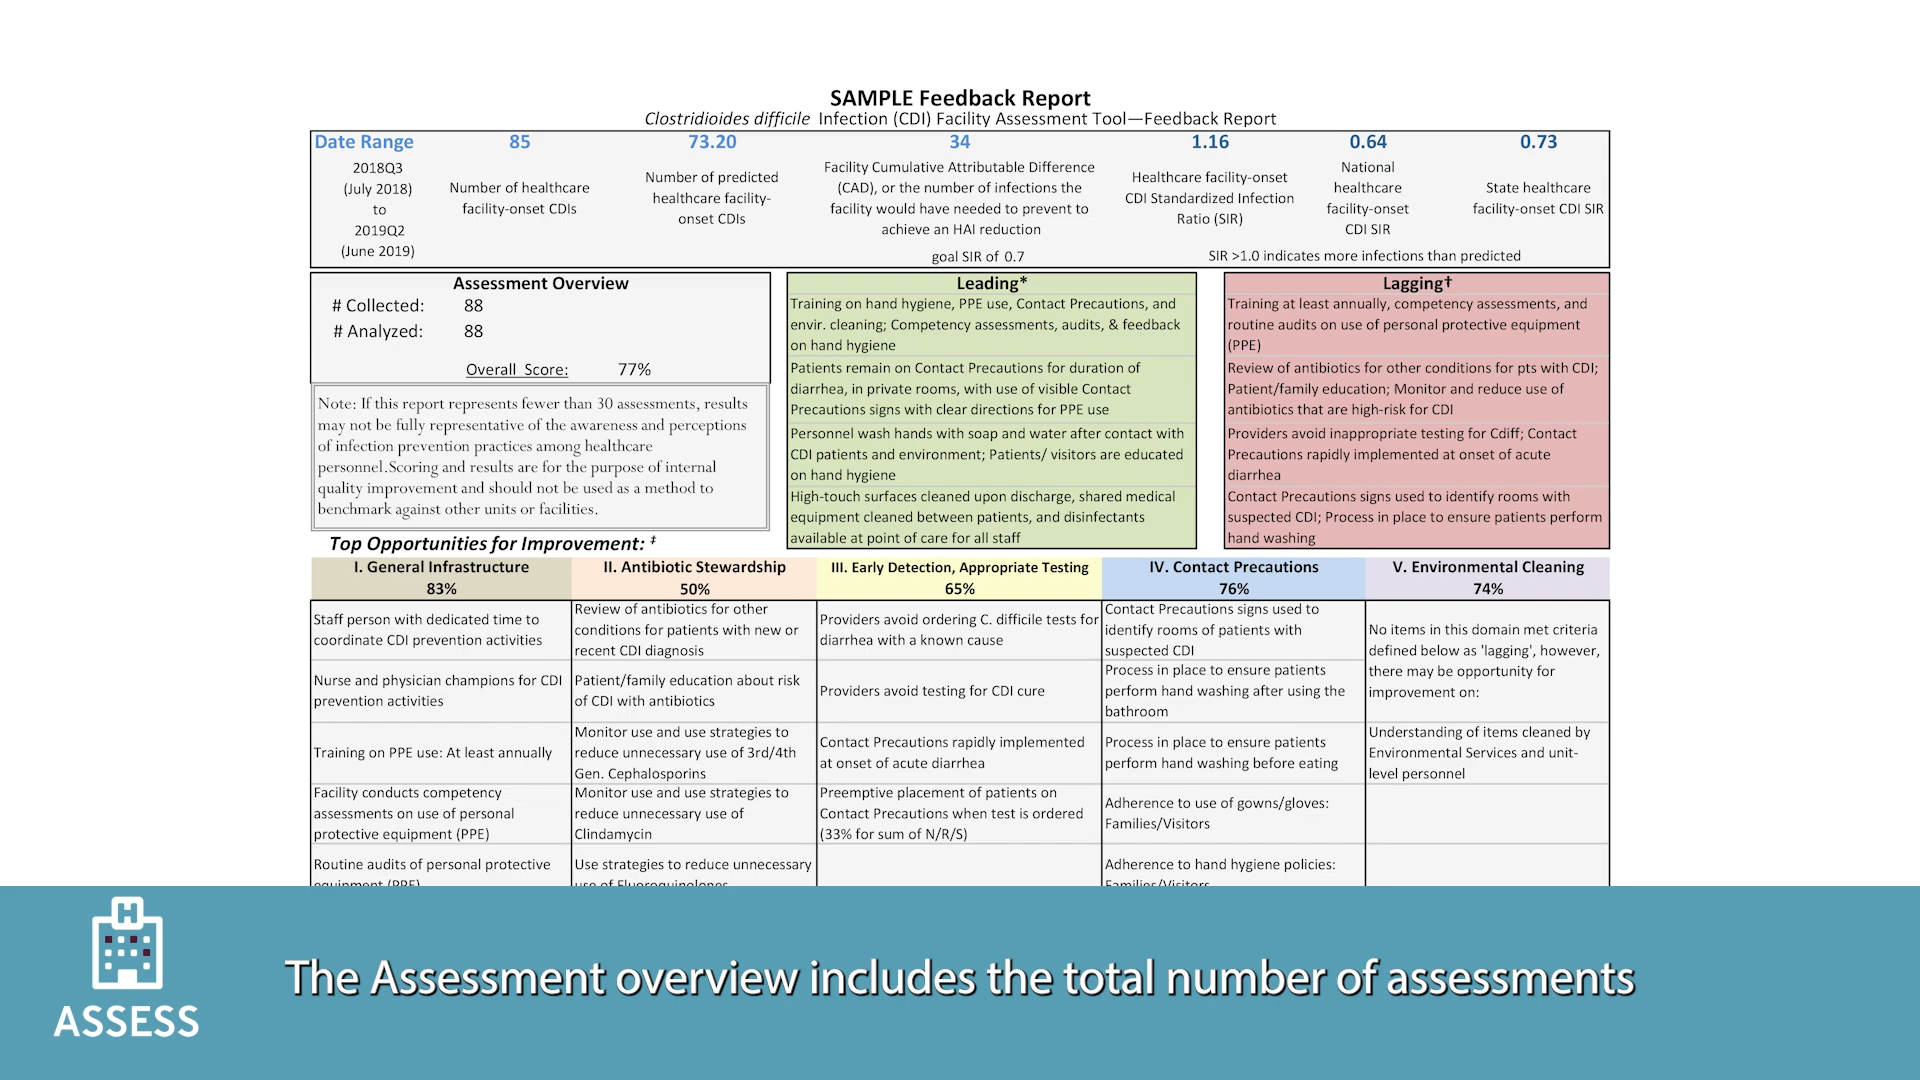 SAMPLE Feedback Report
Clostridioides difficile Infection (CDI) Facility Assessment Tool—Feedback Report
Date Range
2018Q3
(July 2018)
to
2019Q2
(June 2019)
85
Number of healthcare
facility-onset CDIs
73.20
Number of predicted
healthcare facility-
onset CDIs
34
Facility Cumulative Attributable Difference
(CAD), or the number of infections the
facility would have needed to prevent to
achieve an HAI reduction
goal SIR of 0.7
1.16
Healthcare facility-onset
CDI Standardized Infection
Ratio (SIR)
0.64
National
healthcare
facility-onset
CDI SIR
0.73
State healthcare
facility-onset CDI SIR
SIR >1.0 indicates more infections than predicted
Assessment Overview
# Collected: 88
# Analyzed: 88
Overall Score: 77%
Note: If this report represents fewer than 30 assessments, results
may not be fully representative of the awareness and perceptions
of infection prevention practices among healthcare
personnel.Scoring and results are for the purpose of internal
quality improvement and should not be used as a method to
benchmark against other units or facilities.
Leading*
Training on hand hygiene, PPE use, Contact Precautions, and
envir. cleaning; Competency assessments, audits, & feedback
on hand hygiene
Patients remain on Contact Precautions for duration of
diarrhea, in private rooms, with use of visible Contact
Precautions signs with clear directions for PPE use
Personnel wash hands with soap and water after contact with
CDI patients and environment; Patients/ visitors are educated
on hand hygiene
High-touch surfaces cleaned upon discharge, shared medical
equipment cleaned between patients, and disinfectants
available at point of care for all staff
Lagging†
Training at least annually, competency assessments, and
routine audits on use of personal protective equipment
(PPE)
Review of antibiotics for other conditions for pts with CDI;
Patient/family education; Monitor and reduce use of
antibiotics that are high-risk for CDI
Providers avoid inappropriate testing for Cdiff; Contact
Precautions rapidly implemented at onset of acute
diarrhea
Contact Precautions signs used to identify rooms with
suspected CDI; Process in place to ensure patients perform
hand washing
Top Opportunities for Improvement: ‡
I. General Infrastructure
83%
Staff person with dedicated time to
coordinate CDI prevention activities
Nurse and physician champions for CDI
prevention activities
Training on PPE use: At least annually
Facility conducts competency
assessments on use of personal
protective equipment (PPE)
Routine audits of personal protective
equipment (PPE)
II. Antibiotic Stewardship
50%
Review of antibiotics for other
conditions for patients with new or
recent CDI diagnosis
Patient/family education about risk
of CDI with antibiotics
Monitor use and use strategies to
reduce unnecessary use of 3rd/4th
Gen. Cephalosporins
Monitor use and use strategies to
reduce unnecessary use of
Clindamycin
Use strategies to reduce unnecessary
use of Fluoroquinolones
III. Early Detection, Appropriate Testing
65%
Providers avoid ordering C. difficile tests for
diarrhea with a known cause
Providers avoid testing for CDI cure
Contact Precautions rapidly implemented
at onset of acute diarrhea
Preemptive placement of patients on
Contact Precautions when test is ordered
(33% for sum of N/R/S)
IV. Contact Precautions
76%
Contact Precautions signs used to
identify rooms of patients with
suspected CDI
Process in place to ensure patients
perform hand washing after using the
bathroom
Process in place to ensure patients
perform hand washing before eating
Adherence to use of gowns/gloves:
Families/Visitors
Adherence to hand hygiene policies:
Families/Visitors
V. Environmental Cleaning
74%
No items in this domain met criteria
defined below as 'lagging', however,
there may be opportunity for
improvement on:
Understanding of items cleaned by
Environmental Services and unit-
level personnel
H
ASSESS
The Assessment overview includes the total number of assessments